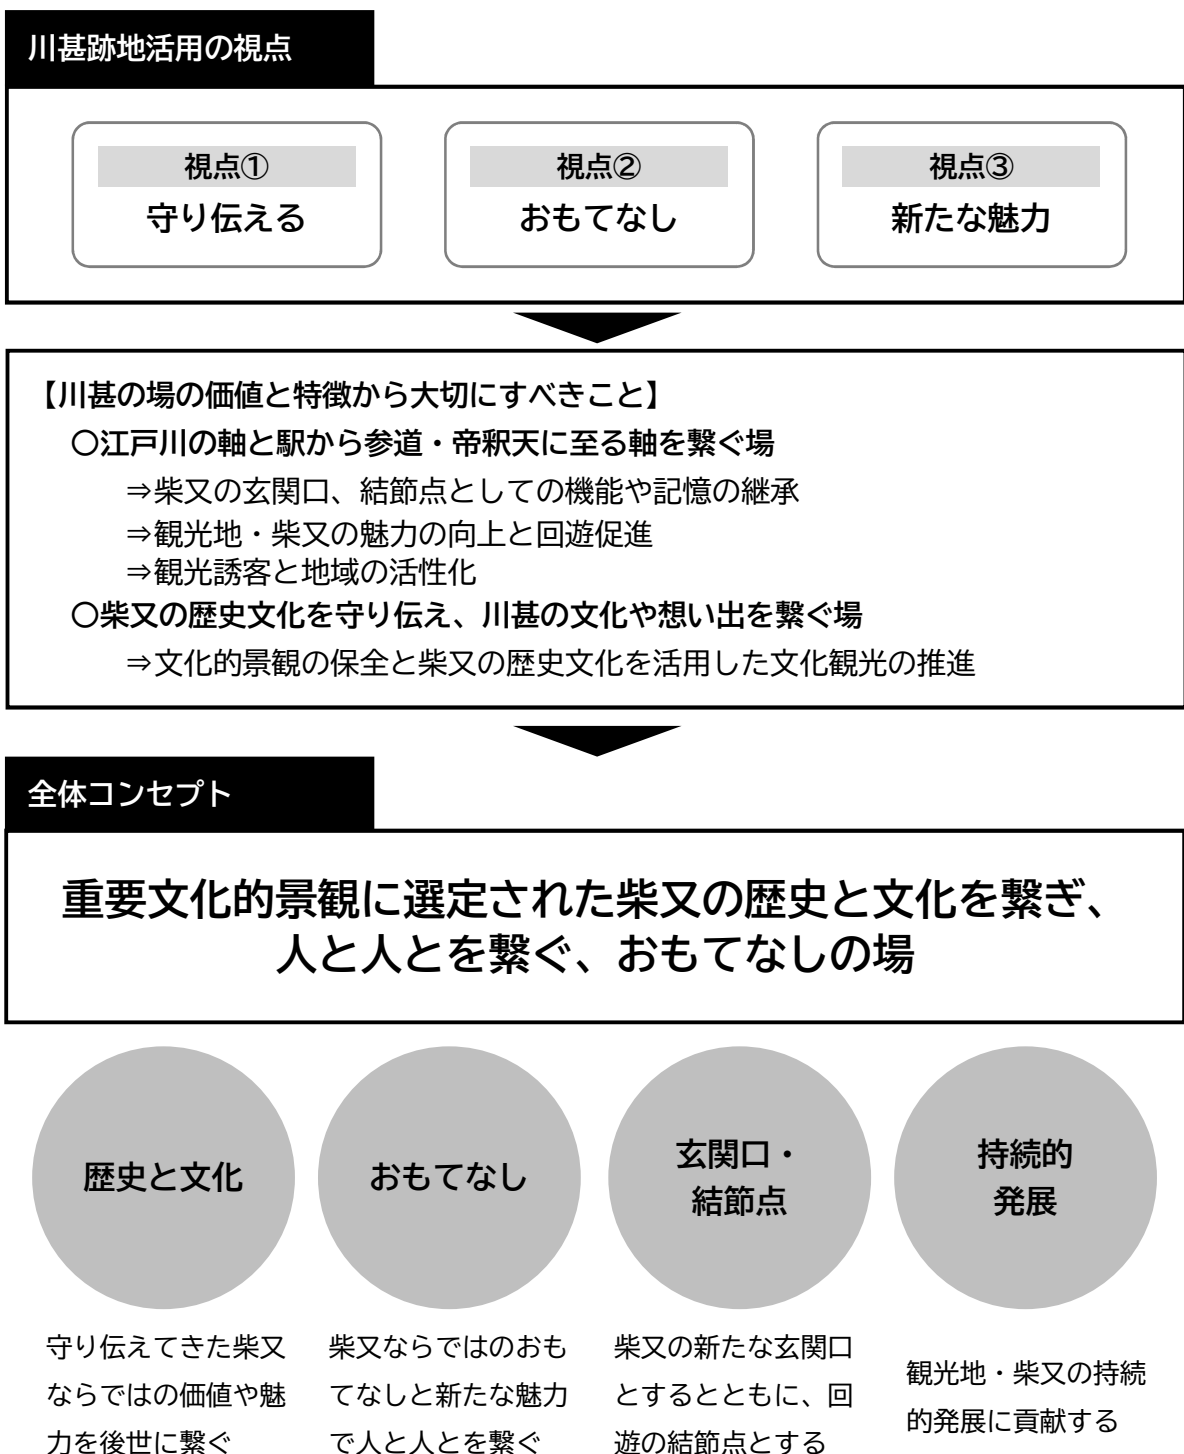 川甚跡地活用の視点
視点①
守り伝える
視点②
おもてなし
視点③
新たな魅力
【川甚の場の価値と特徴から大切にすべきこと】
〇江戸川の軸と駅から参道・帝釈天に至る軸を繋ぐ場
⇒柴又の玄関口、結節点としての機能や記憶の継承
⇒観光地・柴又の魅力の向上と回遊促進
⇒観光誘客と地域の活性化
〇柴又の歴史文化を守り伝え、川甚の文化や想い出を繋ぐ場
⇒文化的景観の保全と柴又の歴史文化を活用した文化観光の推進
全体コンセプト
重要文化的景観に選定された柴又の歴史と文化を繋ぎ、
人と人とを繋ぐ、おもてなしの場
歴史と文化
守り伝えてきた柴又
ならではの価値や魅
力を後世に繋ぐ
おもてなし
柴又ならではのおも
てなしと新たな魅力
で人と人とを繋ぐ
玄関口・
結節点
柴又の新たな玄関口
とするとともに、回
遊の結節点とする
持続的
発展
観光地・柴又の持続
的発展に貢献する